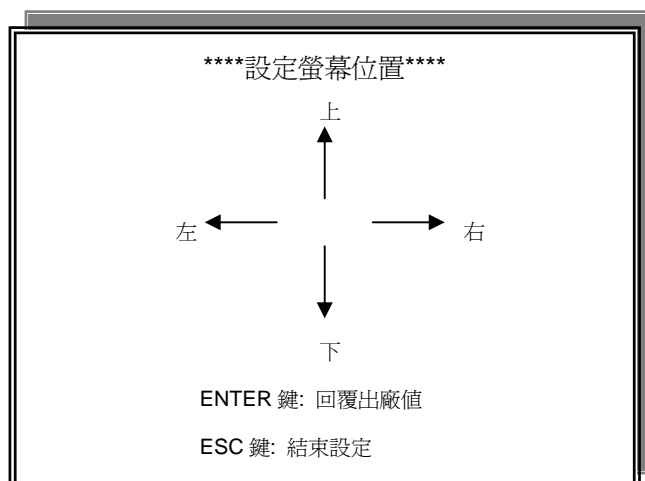 ****設定螢幕位置****
上
左 右
下
ENTER 鍵: 回覆出廠值
ESC 鍵: 結束設定